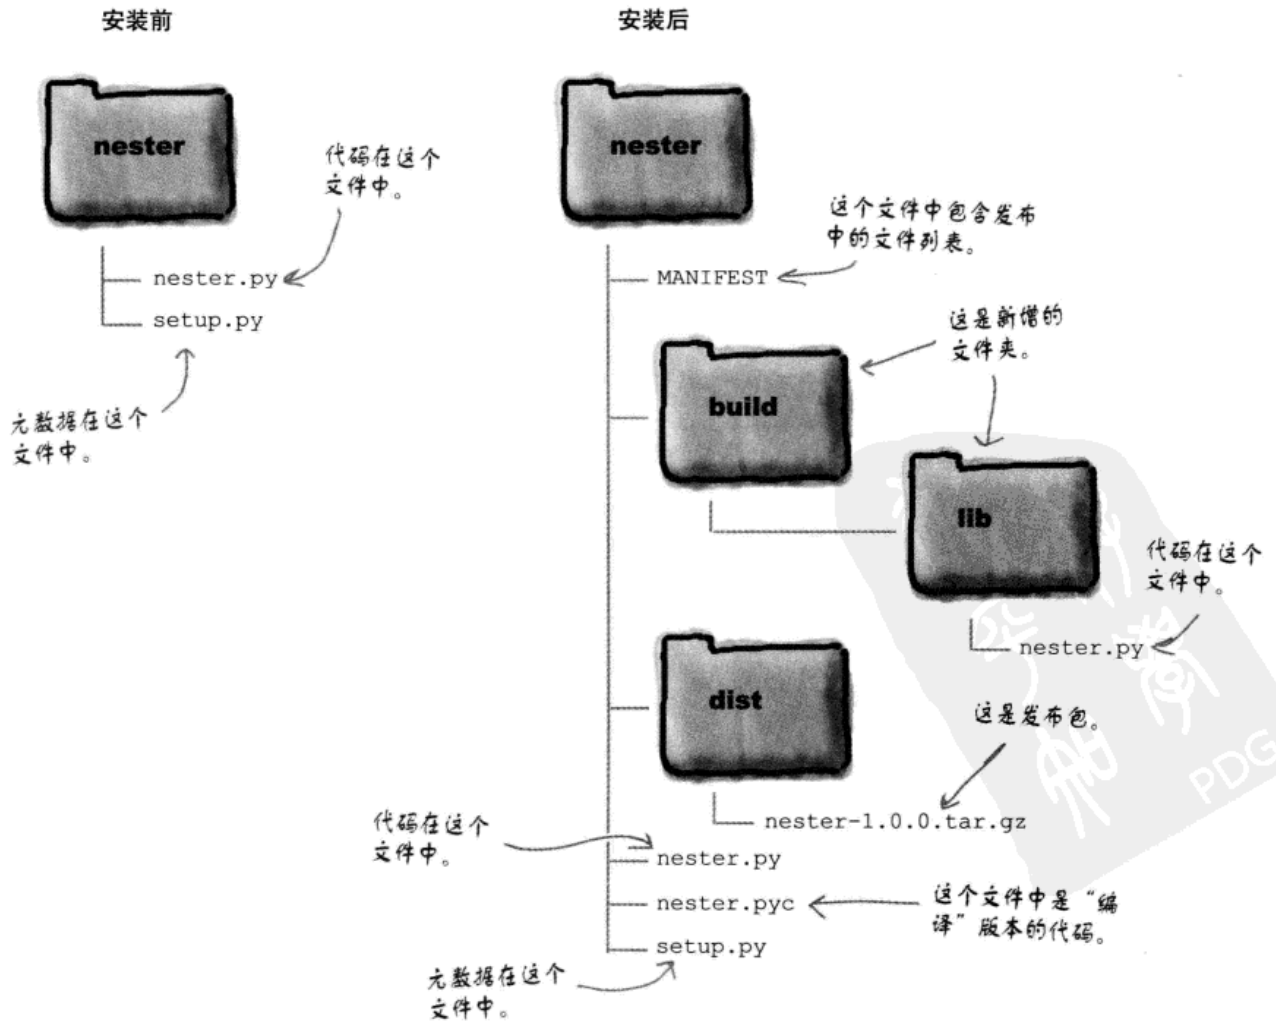 安装前
安装后
nester
代码在这个
文件中。
nester.py
setup.py
元数据在这个
文件中。
nester
这个文件中包含发布
中的文件列表。
MANIFEST
这是新增的
文件夹。
build
lib
代码在这个
文件中。
nester.py
dist
这是发布包。
nester-1.0.0.tar.gz
代码在这个
文件中。
nester.py
nester.pyc
这个文件中是“编
译”版本的代码。
setup.py
元数据在这个
文件中。
PDG